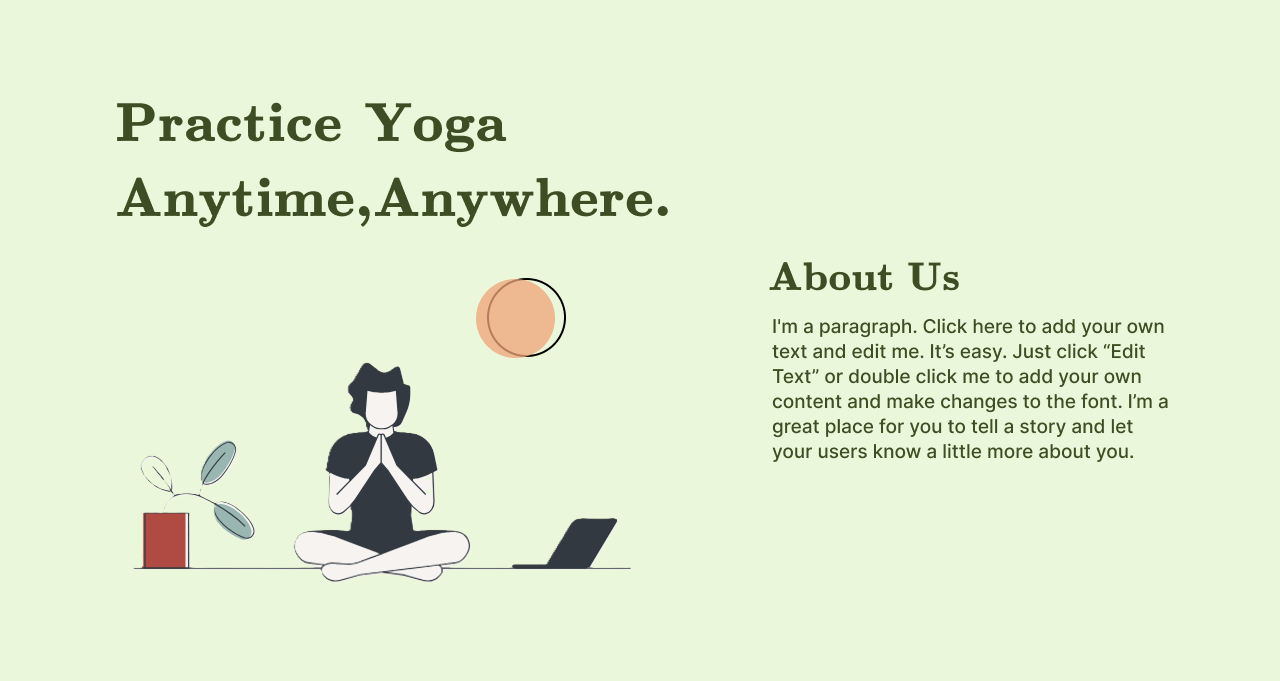 Practice Yoga
Anytime,Anywhere.
About Us
I'm a paragraph. Click here to add your own
text and edit me. It’s easy. Just click “Edit
Text” or double click me to add your own
content and make changes to the font. I’m a
great place for you to tell a story and let
your users know a little more about you.